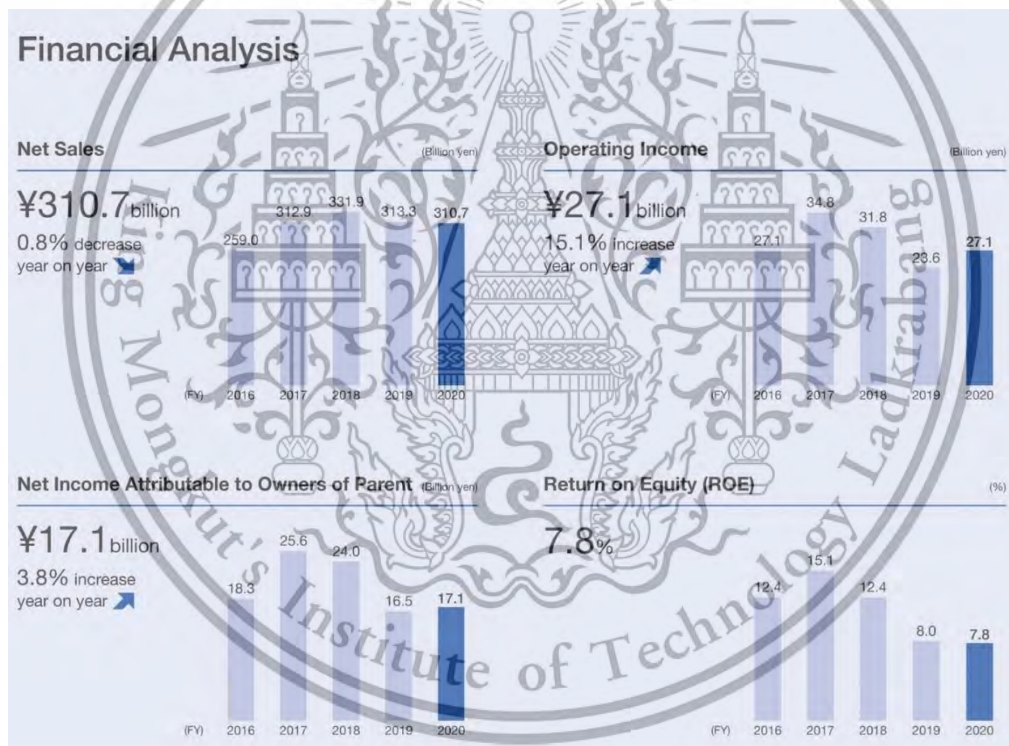 Financial Analysis
Net Sales (Billion yen)
¥310.7 billion
0.8% decrease
year on year
259.0 312.9 331.9 313.3 310.7
(FY) 2016 2017 2018 2019 2020
Operating Income (Billion yen)
¥27.1 billion
15.1% increase
year on year
27.1 34.8 31.8 23.6 27.1
(FY) 2016 2017 2018 2019 2020
Net Income Attributable to Owners of Parent (Billion yen)
¥17.1 billion
3.8% increase
year on year
18.3 25.6 24.0 16.5 17.1
(FY) 2016 2017 2018 2019 2020
Return on Equity (ROE) (%)
7.8%
12.4 15.1 12.4 8.0 7.8
(FY) 2016 2017 2018 2019 2020
King Mongkut's Institute of Technology Ladkrabang